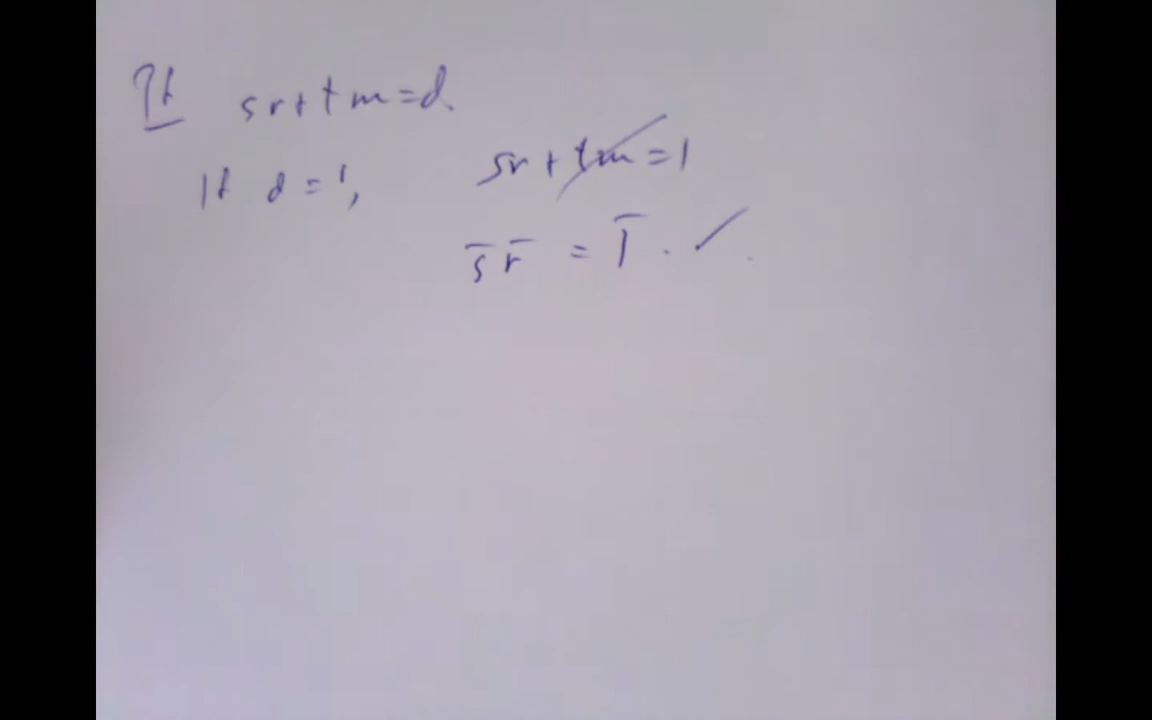 Pf sr + tm = d
If d = 1, sr + tm = 1
s̄ r̄ = 1̄ . ✓